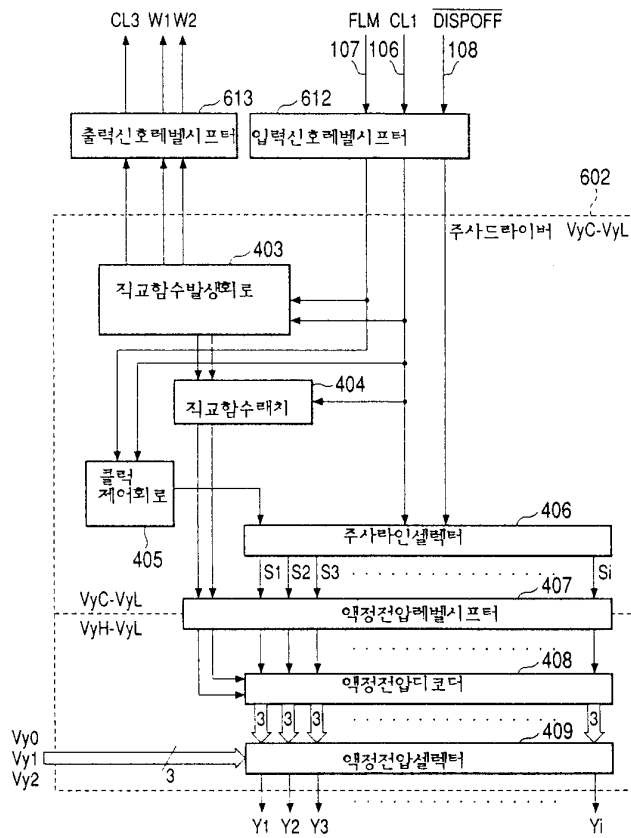 CL3 W1 W2
FLM CL1 DISPOFF
107 106 108
613
612
출력신호레벨시프터
입력신호레벨시프터
602
주사드라이버 VyC-VyL
403
직교함수발생회로
404
직교함수래치
클럭
제어회로
405
406
주사라인셀렉터
S1 S2 S3 Si
407
VyC-VyL
액정전압레벨시프터
VyH-VyL
408
액정전압디코더
3 3 3 3
409
Vy0
Vy1
Vy2
3
액정전압셀렉터
Y1 Y2 Y3 Yi